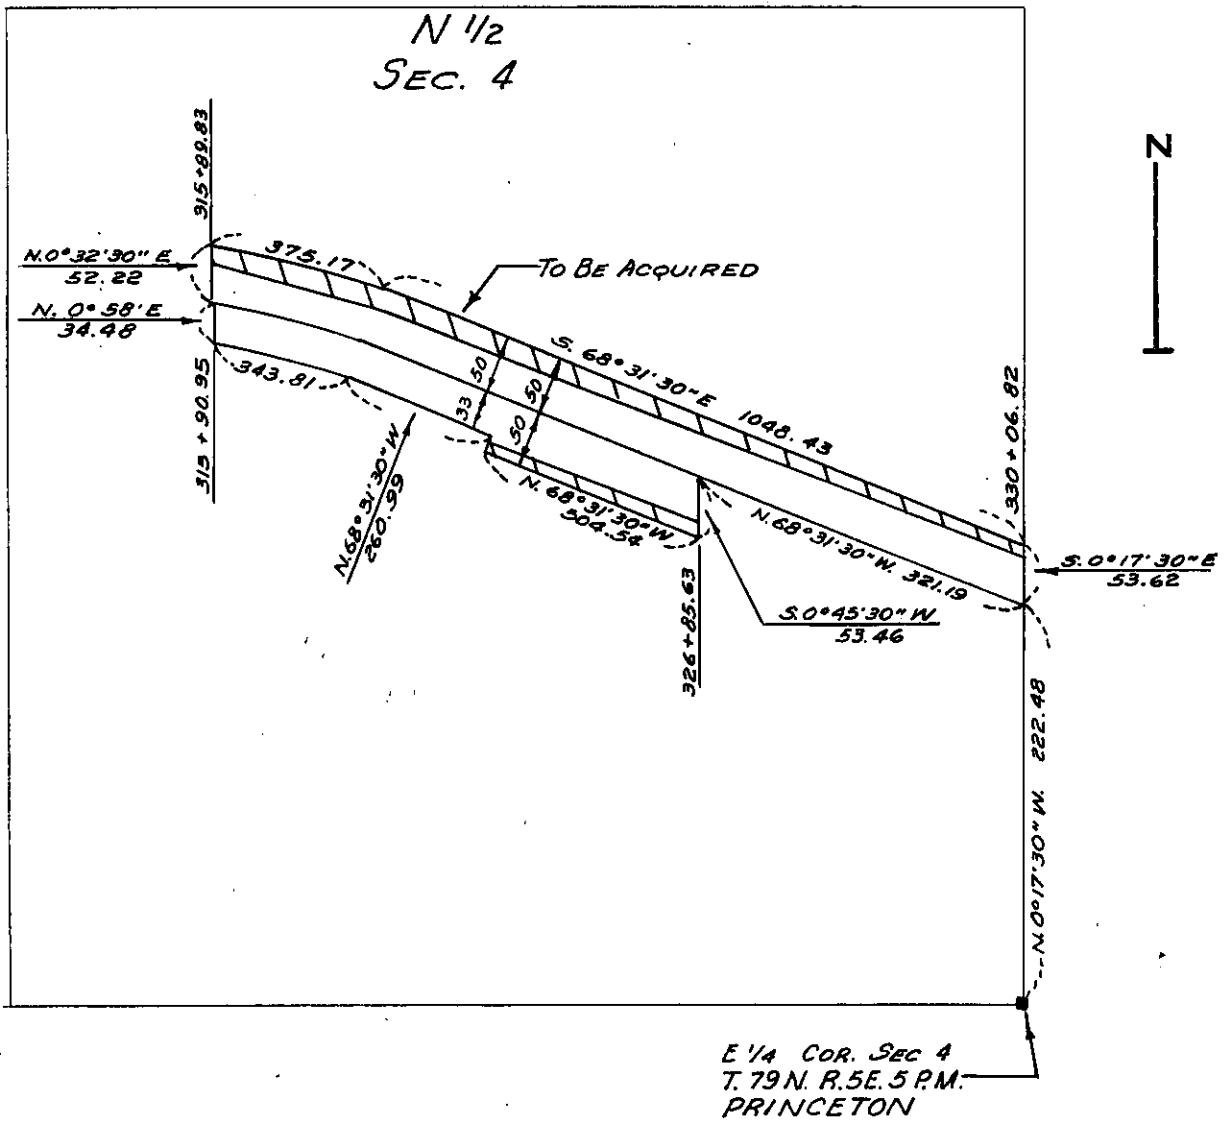 N 1/2
SEC. 4
N
315+89.83
N.0°32'30" E
52.22
N. 0°58'E
34.48
375.17
TO BE ACQUIRED
S. 68°31'30"E 1048.43
50
33
50
50
343.81
315+90.95
N.68°31'30"W
260.99
N. 68°31'30"W
504.54
330+06.82
S. 0°17'30"E
53.62
N.68°31'30"W. 321.19
S.0°45'30" W
53.46
326+85.63
N.0°17'30"W. 222.48
E 1/4 COR. SEC 4
T. 79 N. R.5E. 5 P.M.
PRINCETON